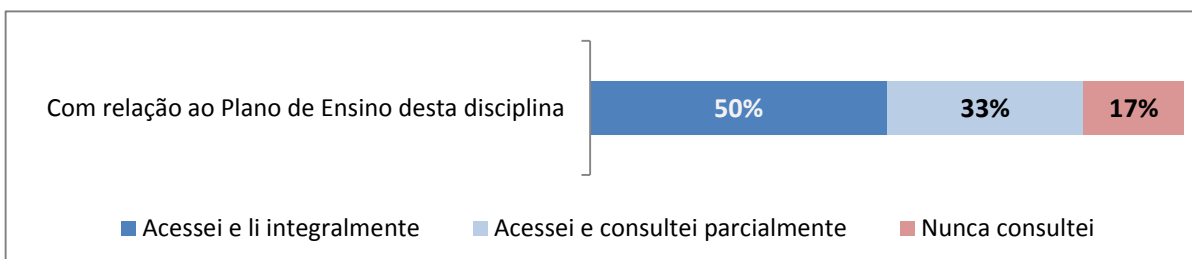 Com relação ao Plano de Ensino desta disciplina
50%
33%
17%
Acessei e li integralmente
Acessei e consultei parcialmente
Nunca consultei